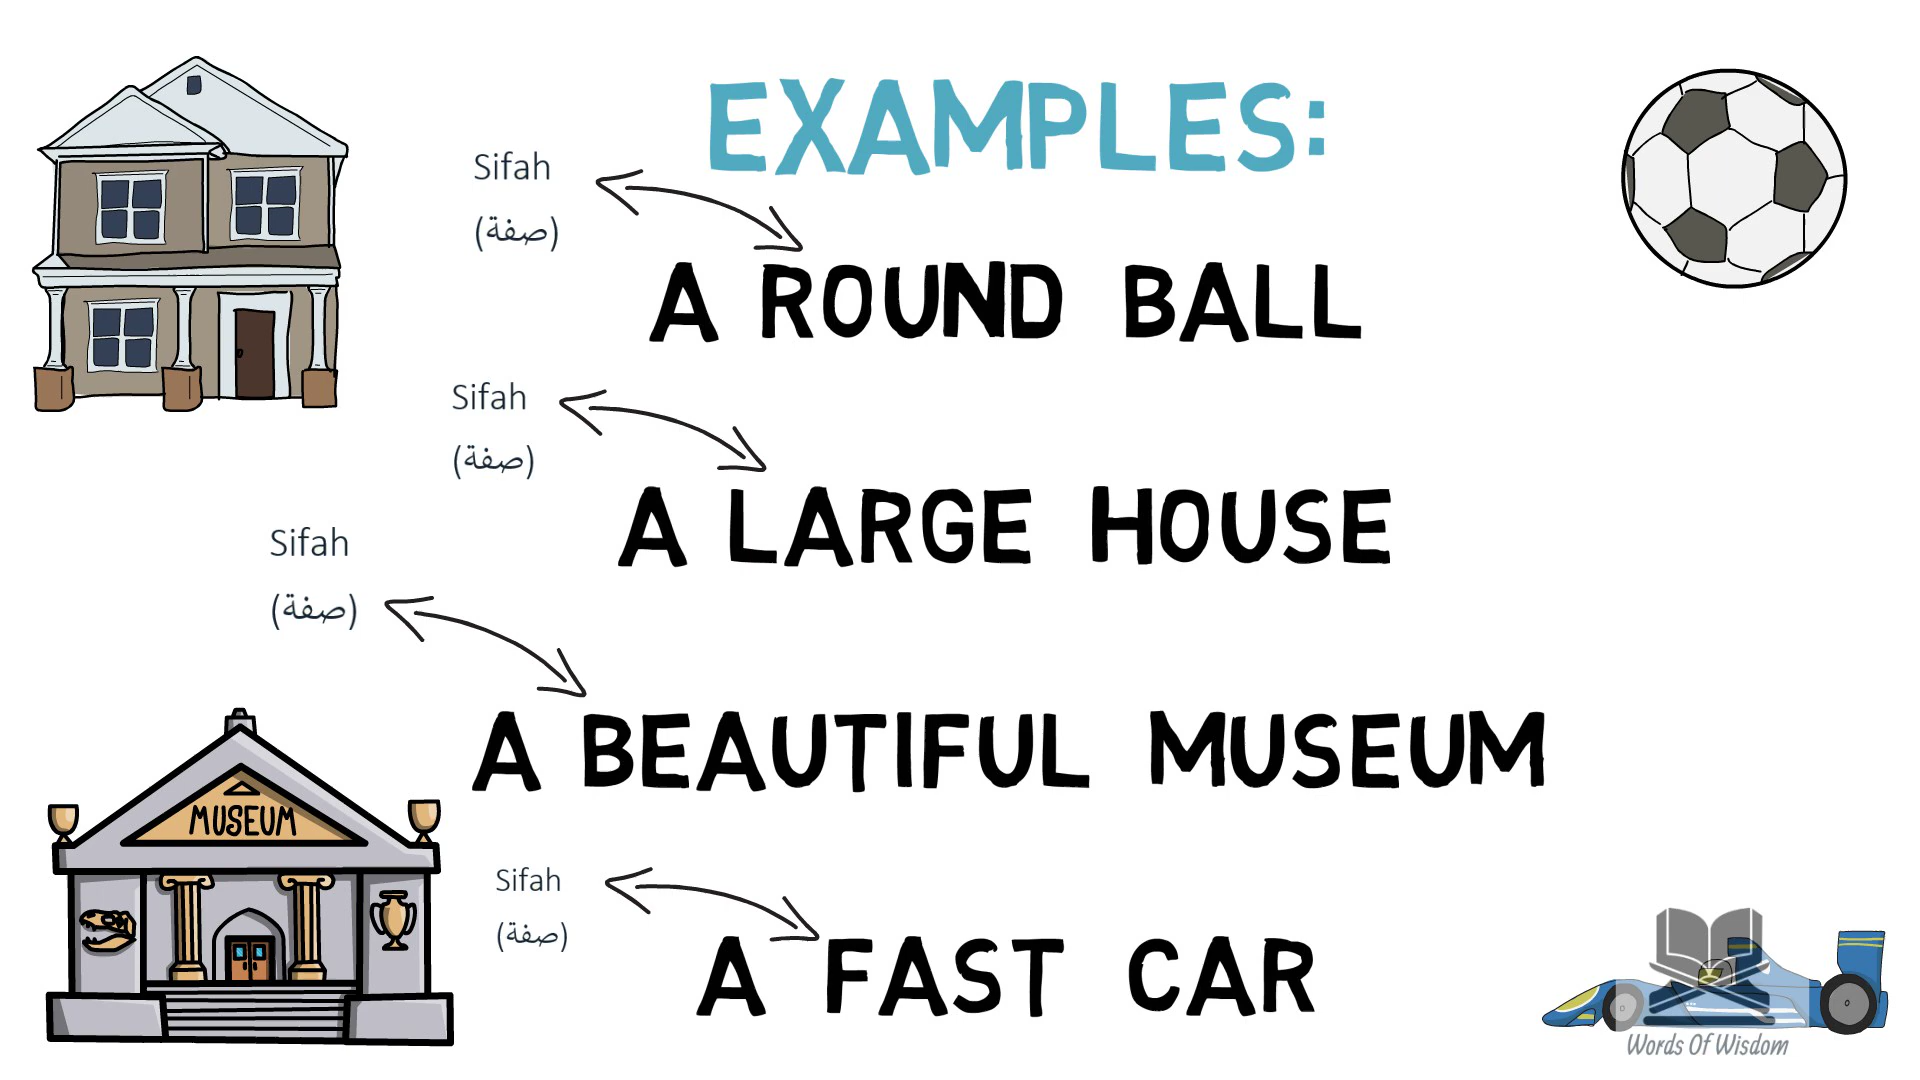 EXAMPLES:
Sifah
(صفة)
A ROUND BALL
Sifah
(صفة)
A LARGE HOUSE
Sifah
(صفة)
A BEAUTIFUL MUSEUM
MUSEUM
Sifah
(صفة)
A FAST CAR
Words Of Wisdom